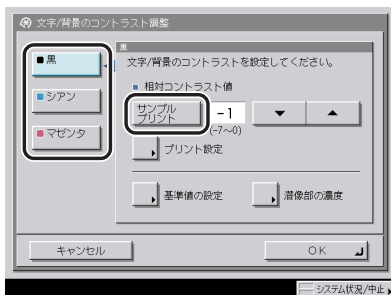 文字/背景のコントラスト調整
黒
シアン
マゼンタ
黒
文字/背景のコントラストを設定してください。
相対コントラスト値
サンプル
プリント
-1
▼
▲
(-7~0)
プリント設定
基準値の設定
潜像部の濃度
キャンセル
OK
システム状況/中止